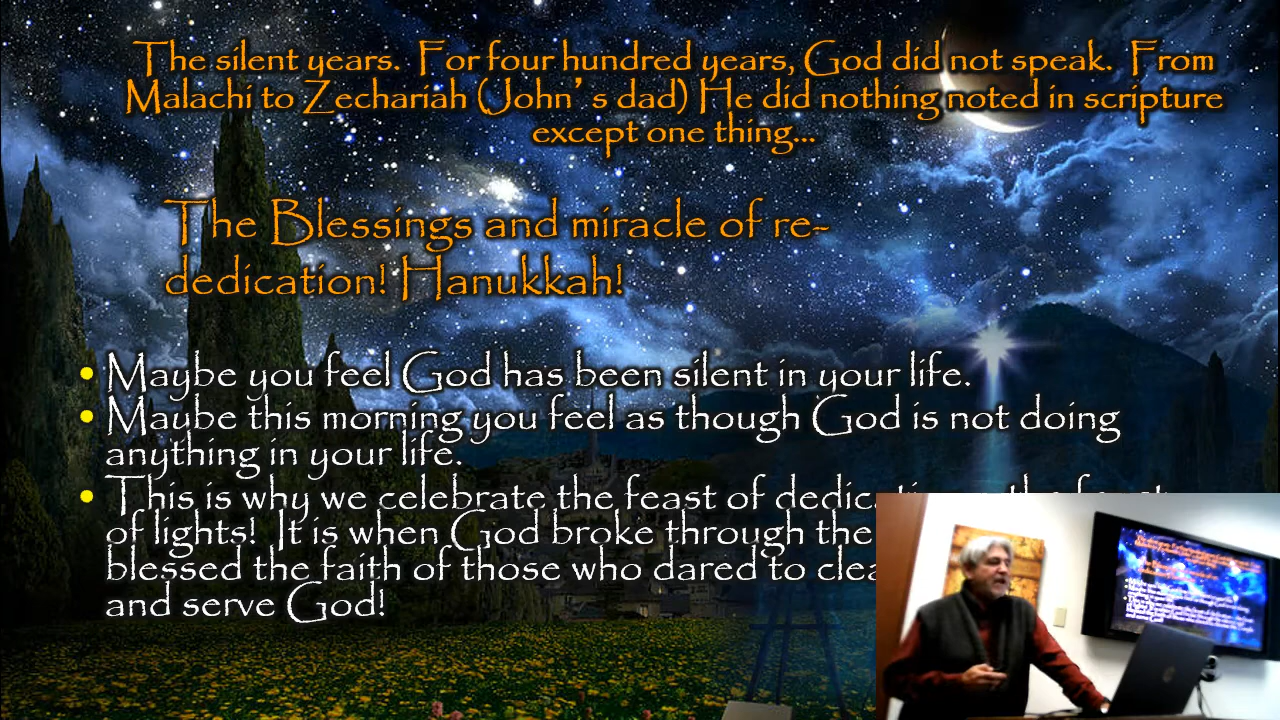 The silent years. For four hundred years, God did not speak. From
Malachi to Zechariah (John's dad) He did nothing noted in scripture
except one thing...
The Blessings and miracle of re-
dedication! Hanukkah!
• Maybe you feel God has been silent in your life.
• Maybe this morning you feel as though God is not doing
anything in your life.
• This is why we celebrate the feast of
of lights! It is when God broke through the
blessed the faith of those who dared to
and serve God!